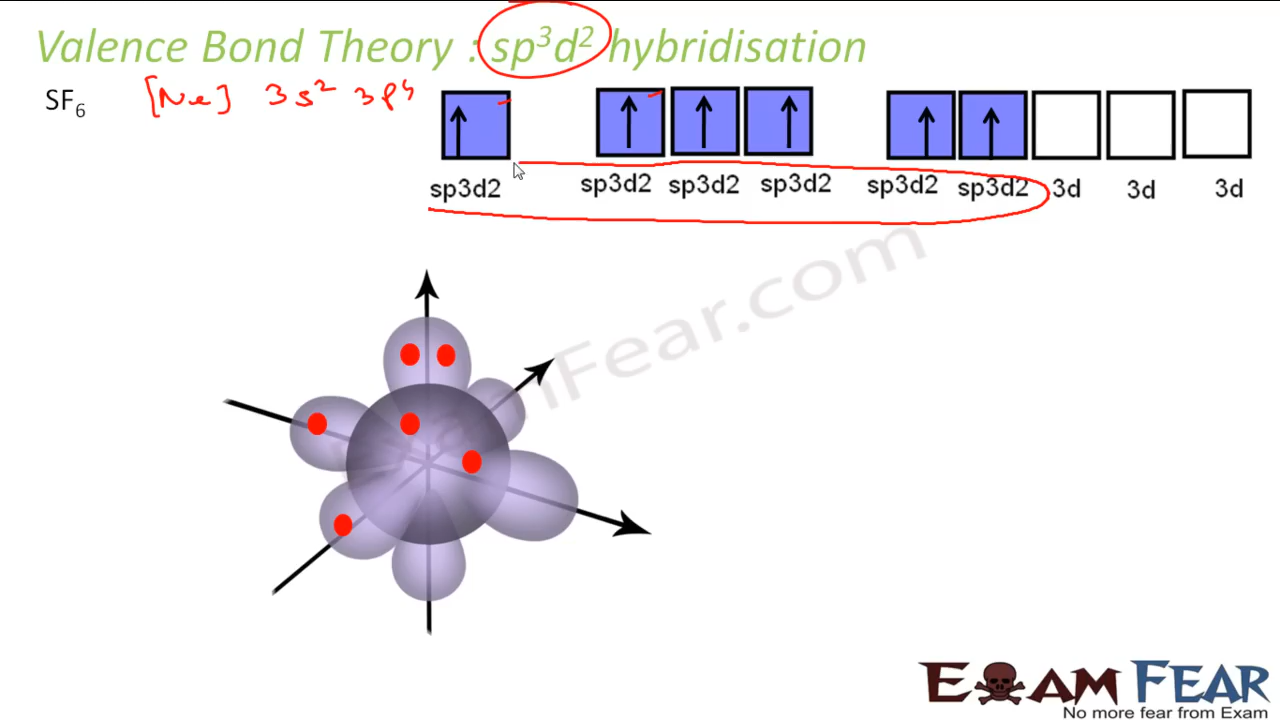 Valence Bond Theory : sp³d² hybridisation
SF₆ [Ne] 3s² 3p⁴
sp3d2 sp3d2 sp3d2 sp3d2 sp3d2 sp3d2 3d 3d 3d
ExamFear.com
EXAM FEAR
No more fear from Exam